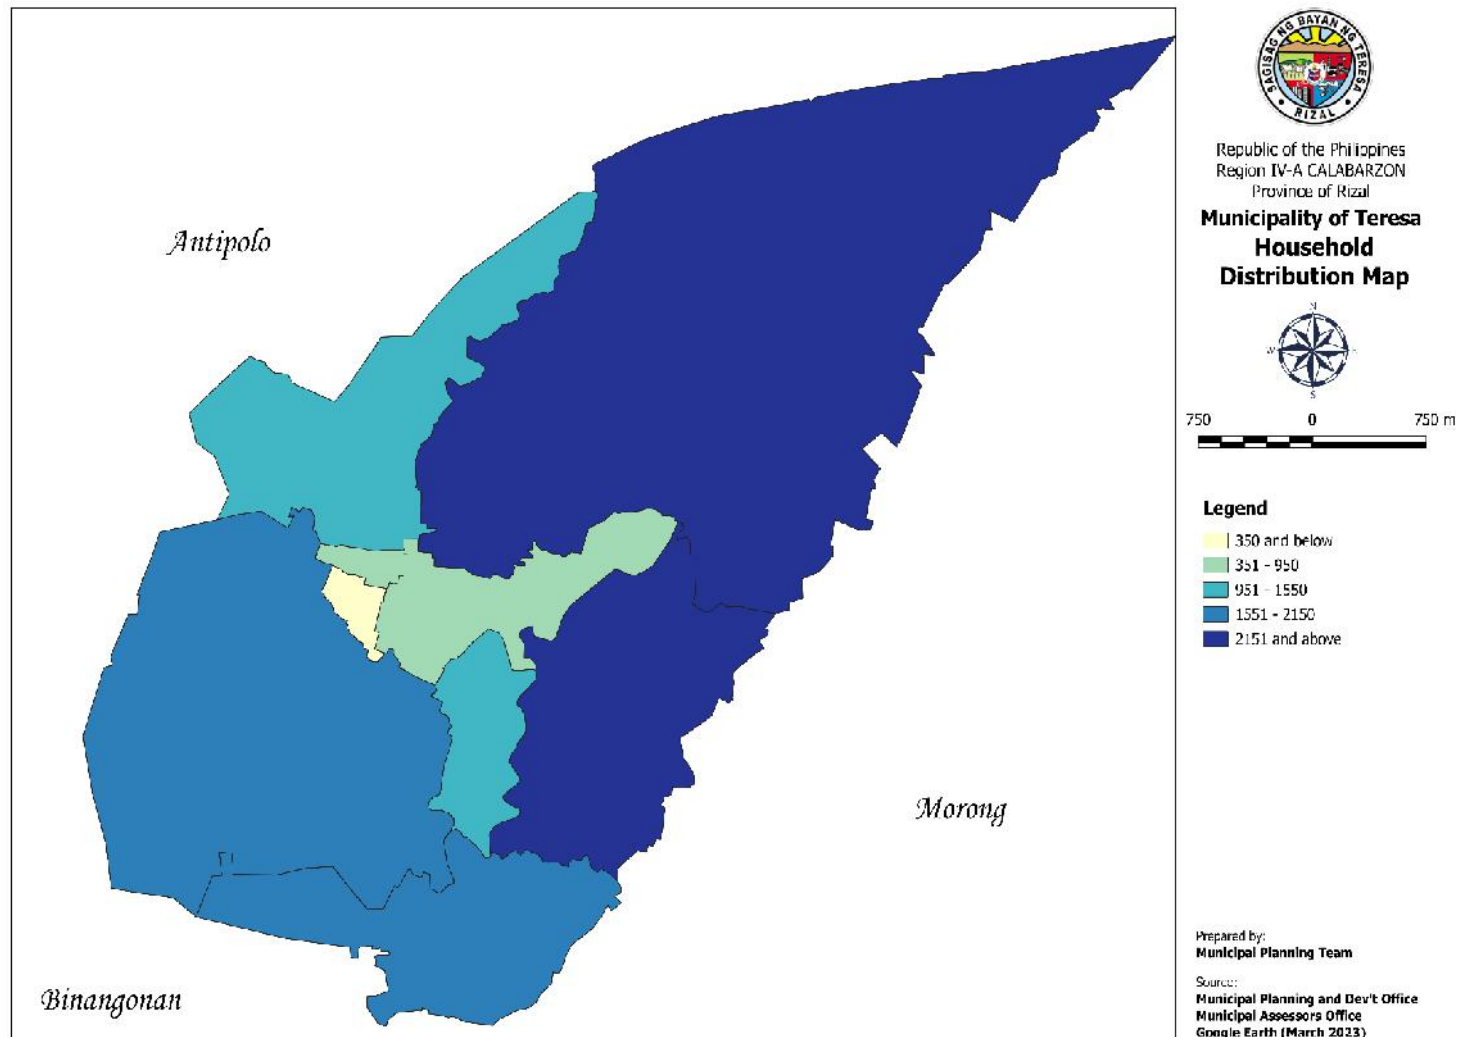 SAGISAG NG BAYAN NG TERESA
RIZAL
Republic of the Philippines
Region IV-A CALABARZON
Province of Rizal
Municipality of Teresa
Household
Distribution Map
N
W
E
S
750 0 750 m
Legend
350 and below
351 - 950
951 - 1550
1551 - 2150
2151 and above
Antipolo
Morong
Binangonan
Prepared by:
Municipal Planning Team
Source:
Municipal Planning and Dev't Office
Municipal Assessors Office
Google Earth (March 2023)